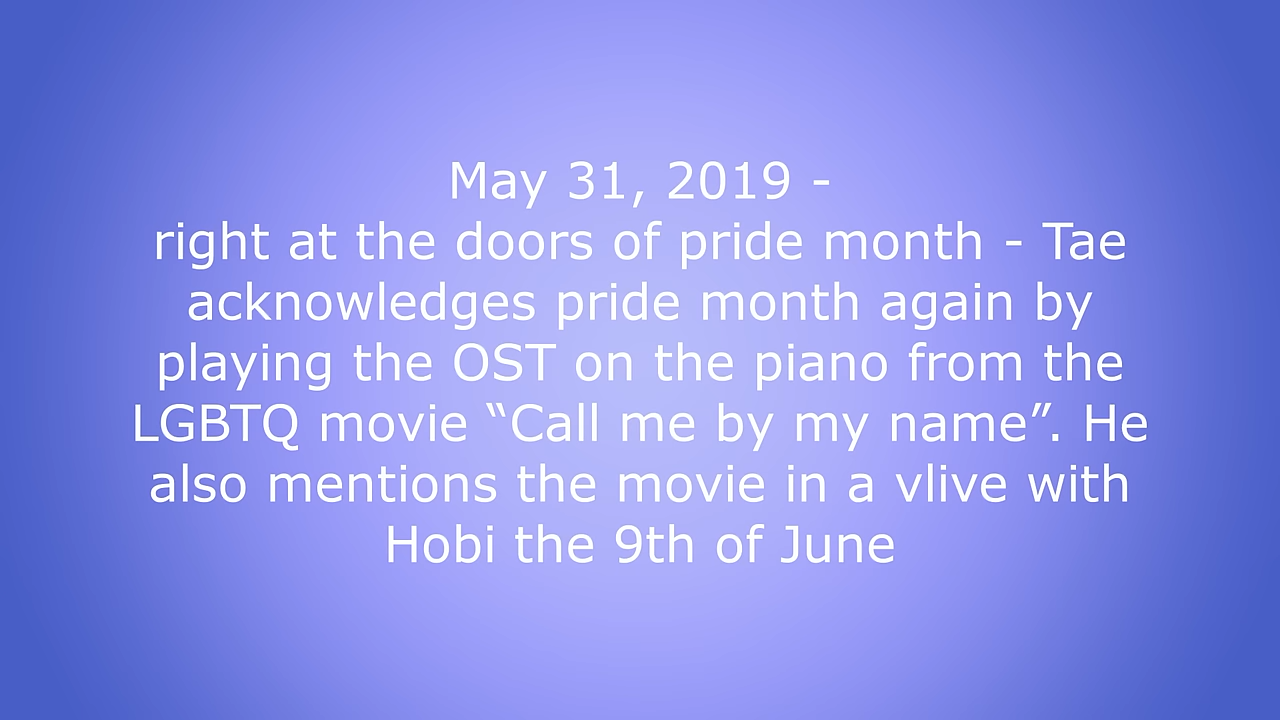 May 31, 2019 -
right at the doors of pride month - Tae
acknowledges pride month again by
playing the OST on the piano from the
LGBTQ movie “Call me by my name”. He
also mentions the movie in a vlive with
Hobi the 9th of June